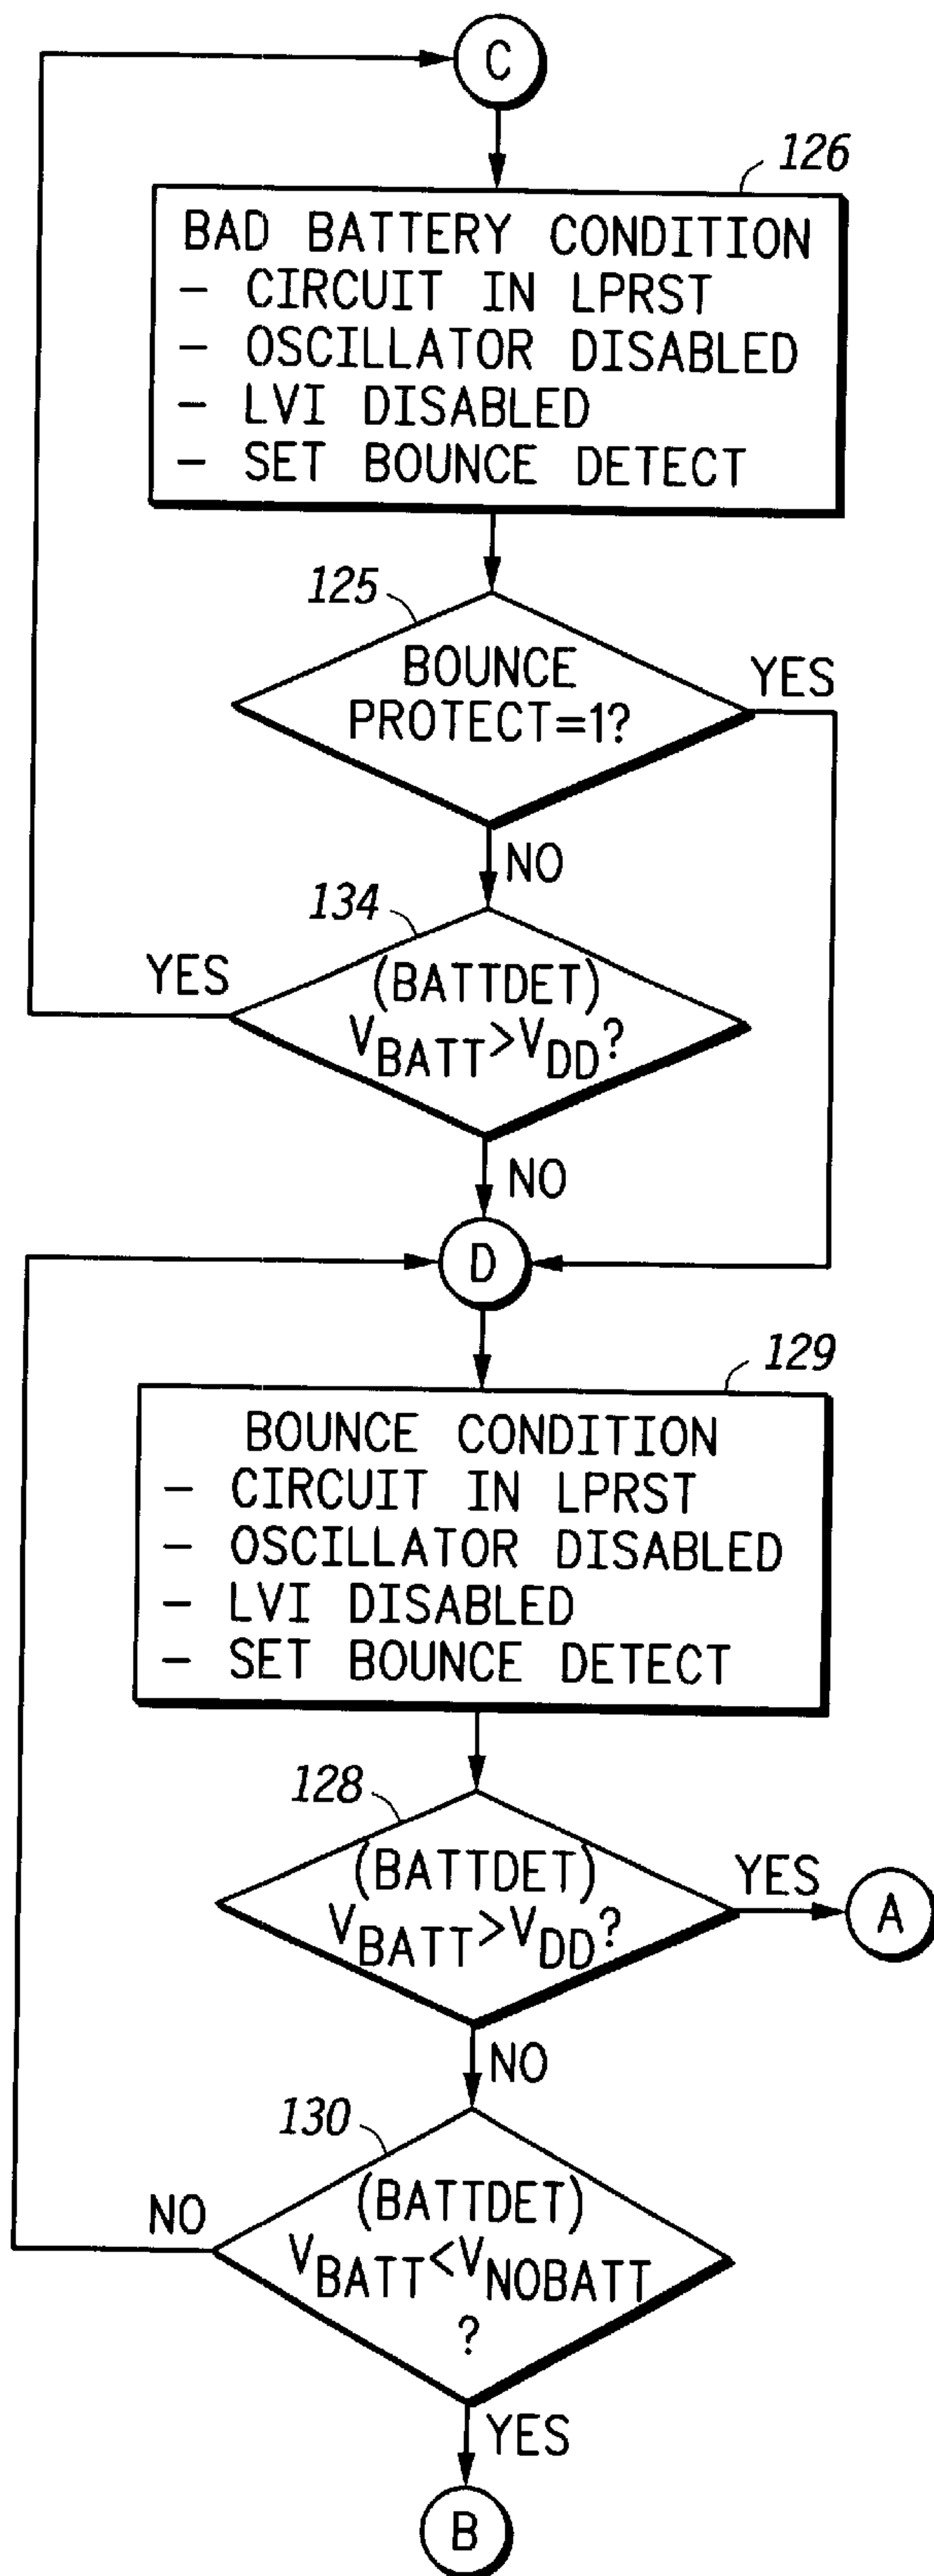 C
126
BAD BATTERY CONDITION
- CIRCUIT IN LPRST
- OSCILLATOR DISABLED
- LVI DISABLED
- SET BOUNCE DETECT
125
BOUNCE
PROTECT=1?
YES
NO
134
YES
(BATTDET)
VBATT>VDD?
NO
D
129
BOUNCE CONDITION
- CIRCUIT IN LPRST
- OSCILLATOR DISABLED
- LVI DISABLED
- SET BOUNCE DETECT
128
(BATTDET)
VBATT>VDD?
YES
A
NO
130
(BATTDET)
NO
VBATT<VNOBATT
?
YES
B